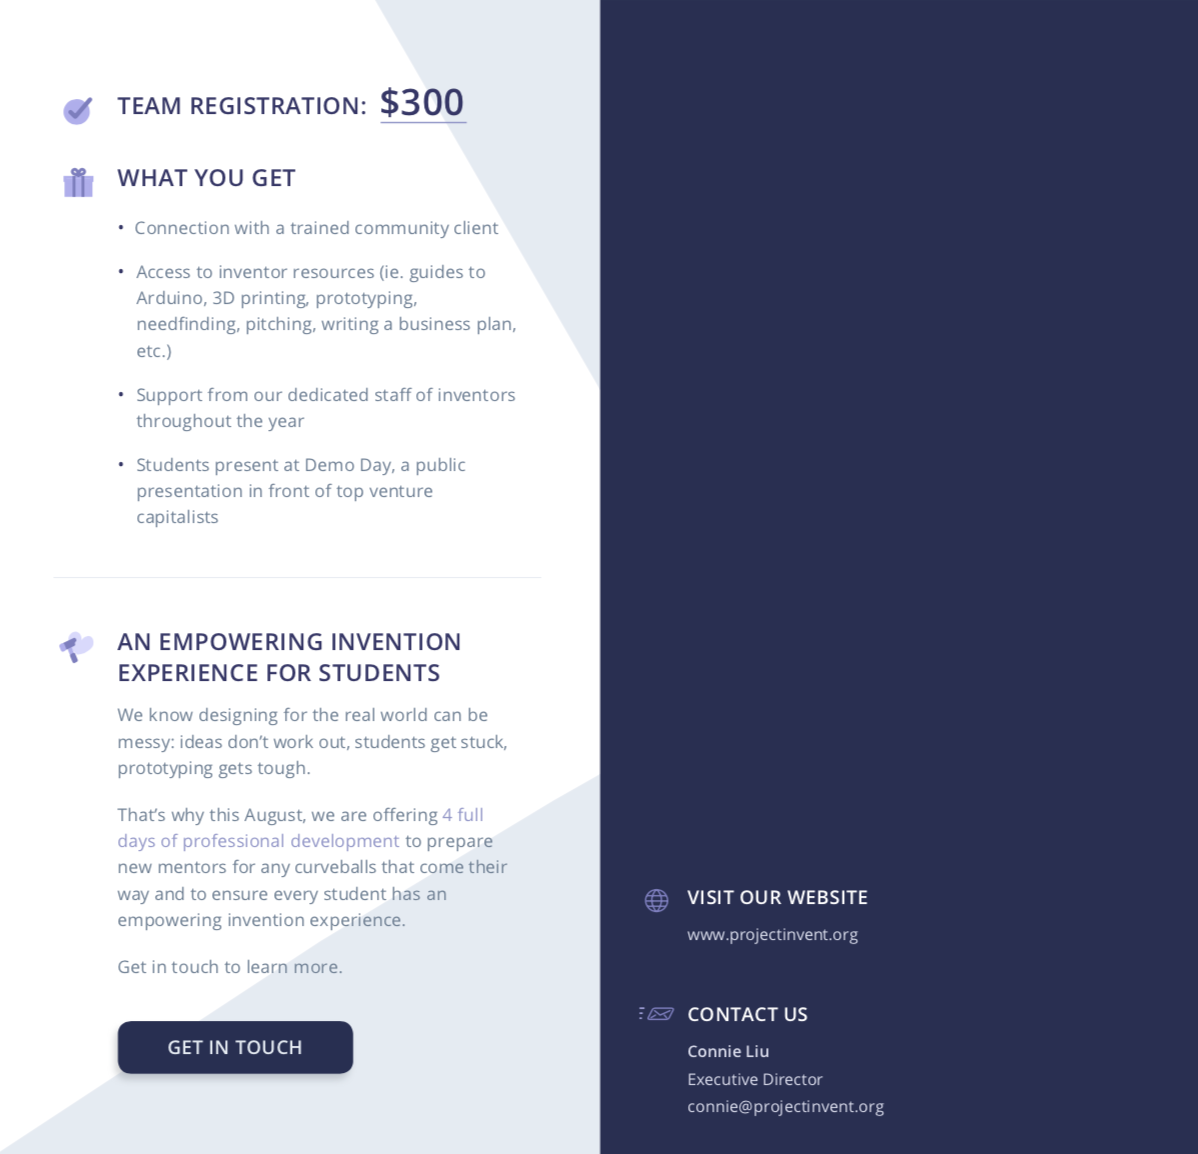 TEAM REGISTRATION: $300
WHAT YOU GET
• Connection with a trained community client
• Access to inventor resources (ie. guides to
Arduino, 3D printing, prototyping,
needfinding, pitching, writing a business plan,
etc.)
• Support from our dedicated staff of inventors
throughout the year
• Students present at Demo Day, a public
presentation in front of top venture
capitalists
AN EMPOWERING INVENTION
EXPERIENCE FOR STUDENTS
We know designing for the real world can be
messy: ideas don’t work out, students get stuck,
prototyping gets tough.
That’s why this August, we are offering 4 full
days of professional development to prepare
new mentors for any curveballs that come their
way and to ensure every student has an
empowering invention experience.
Get in touch to learn more.
GET IN TOUCH
VISIT OUR WEBSITE
www.projectinvent.org
CONTACT US
Connie Liu
Executive Director
connie@projectinvent.org